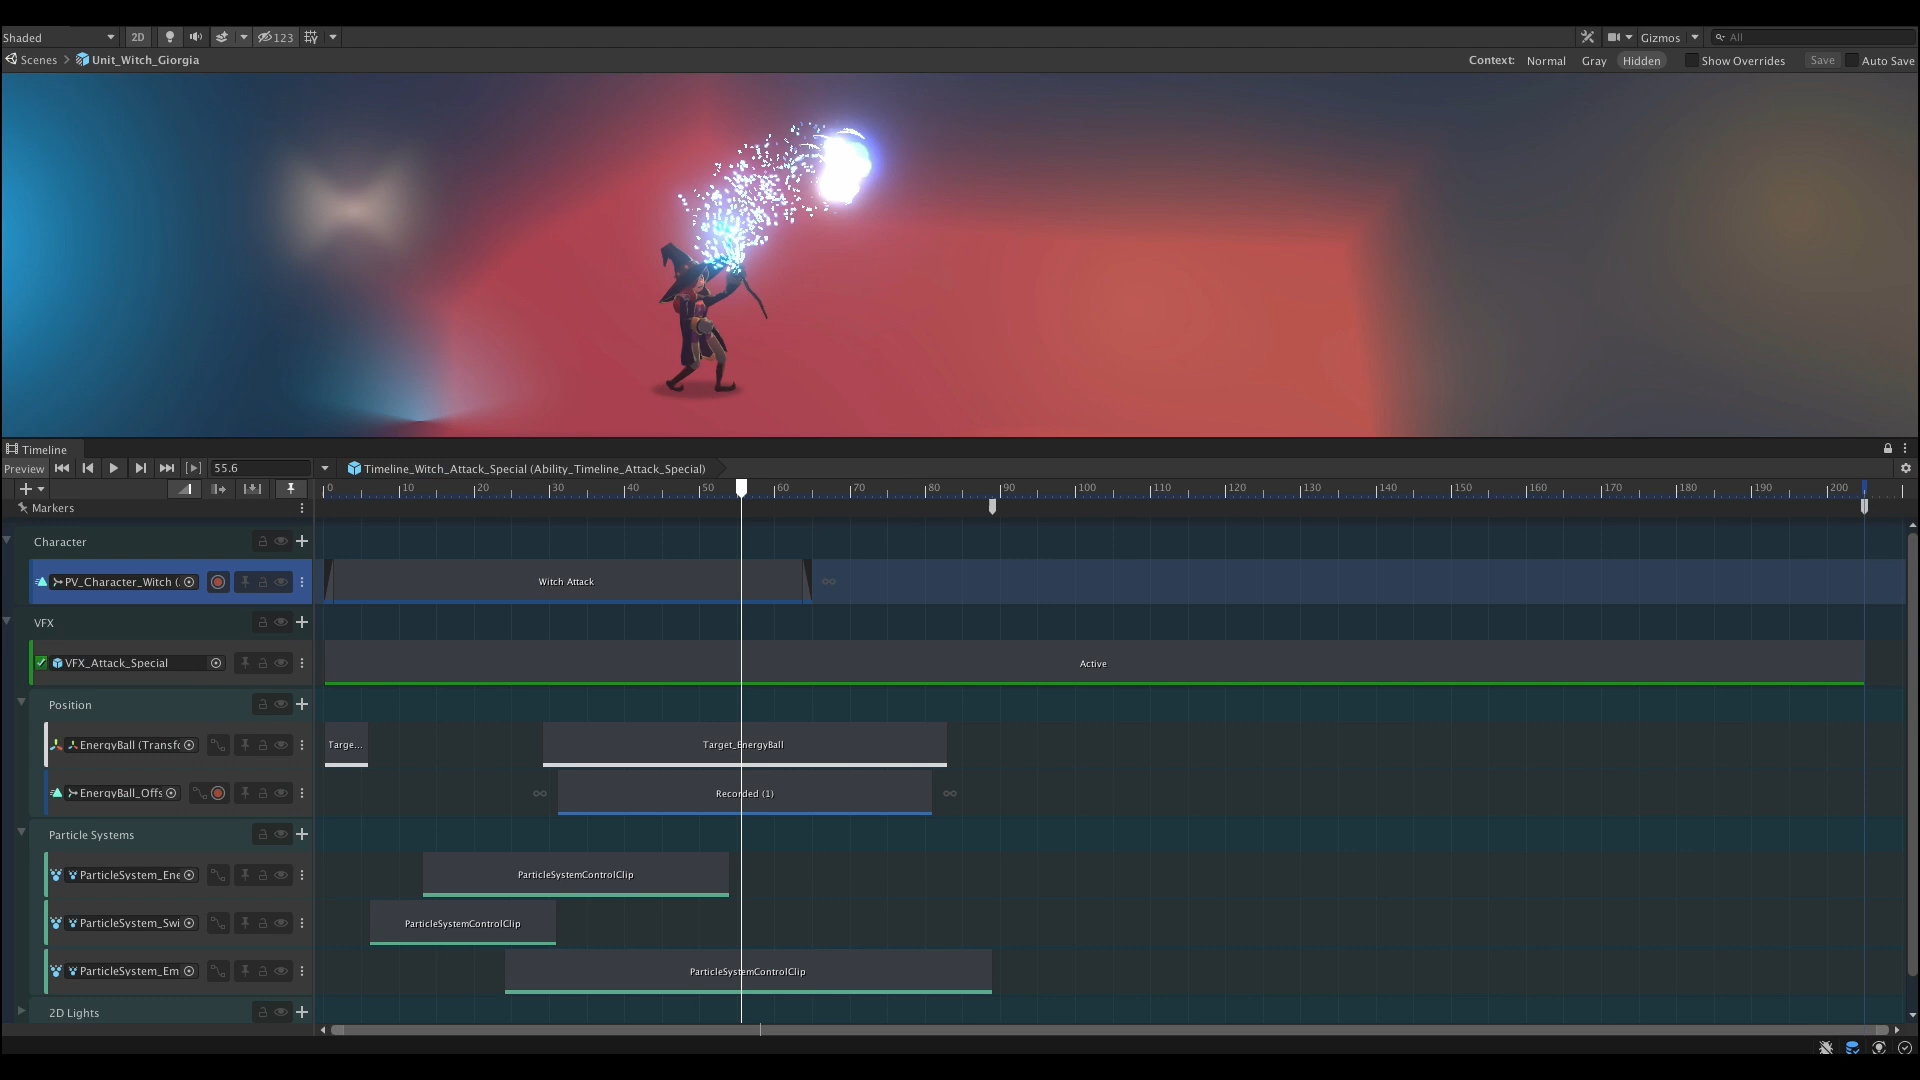 Shaded 2D 123 Gizmos All
Scenes Unit_Witch_Giorgia Context: Normal Gray Hidden Show Overrides Save Auto Save
Timeline
Preview 55.6 Timeline_Witch_Attack_Special (Ability_Timeline_Attack_Special)
0 10 20 30 40 50 60 70 80 90 100 110 120 130 140 150 160 170 180 190 200
Markers
Character
PV_Character_Witch (. Witch Attack
VFX
VFX_Attack_Special Active
Position
EnergyBall (Transfo Targe... Target_EnergyBall
EnergyBall_Offs Recorded (1)
Particle Systems
ParticleSystem_Ene ParticleSystemControlClip
ParticleSystem_Swi ParticleSystemControlClip
ParticleSystem_Em ParticleSystemControlClip
2D Lights